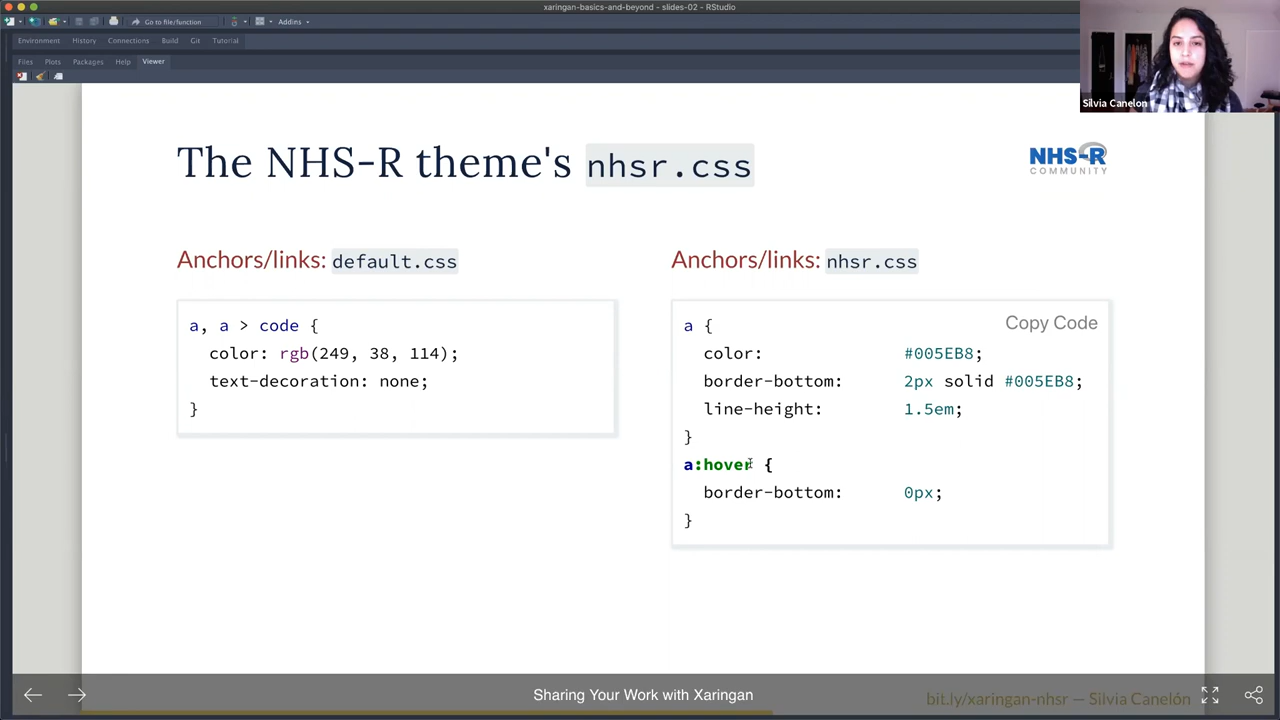 xaringan-basics-and-beyond - slides-02 - RStudio
Go to file/function
Addins
Environment History Connections Build Git Tutorial
Files Plots Packages Help Viewer
Silvia Canelon
The NHS-R theme's nhsr.css
NHS-R
COMMUNITY
Anchors/links: default.css
a, a > code {
color: rgb(249, 38, 114);
text-decoration: none;
}
Anchors/links: nhsr.css
Copy Code
a {
color: #005EB8;
border-bottom: 2px solid #005EB8;
line-height: 1.5em;
}
a:hover {
border-bottom: 0px;
}
Sharing Your Work with Xaringan
bit.ly/xaringan-nhsr — Silvia Canelón